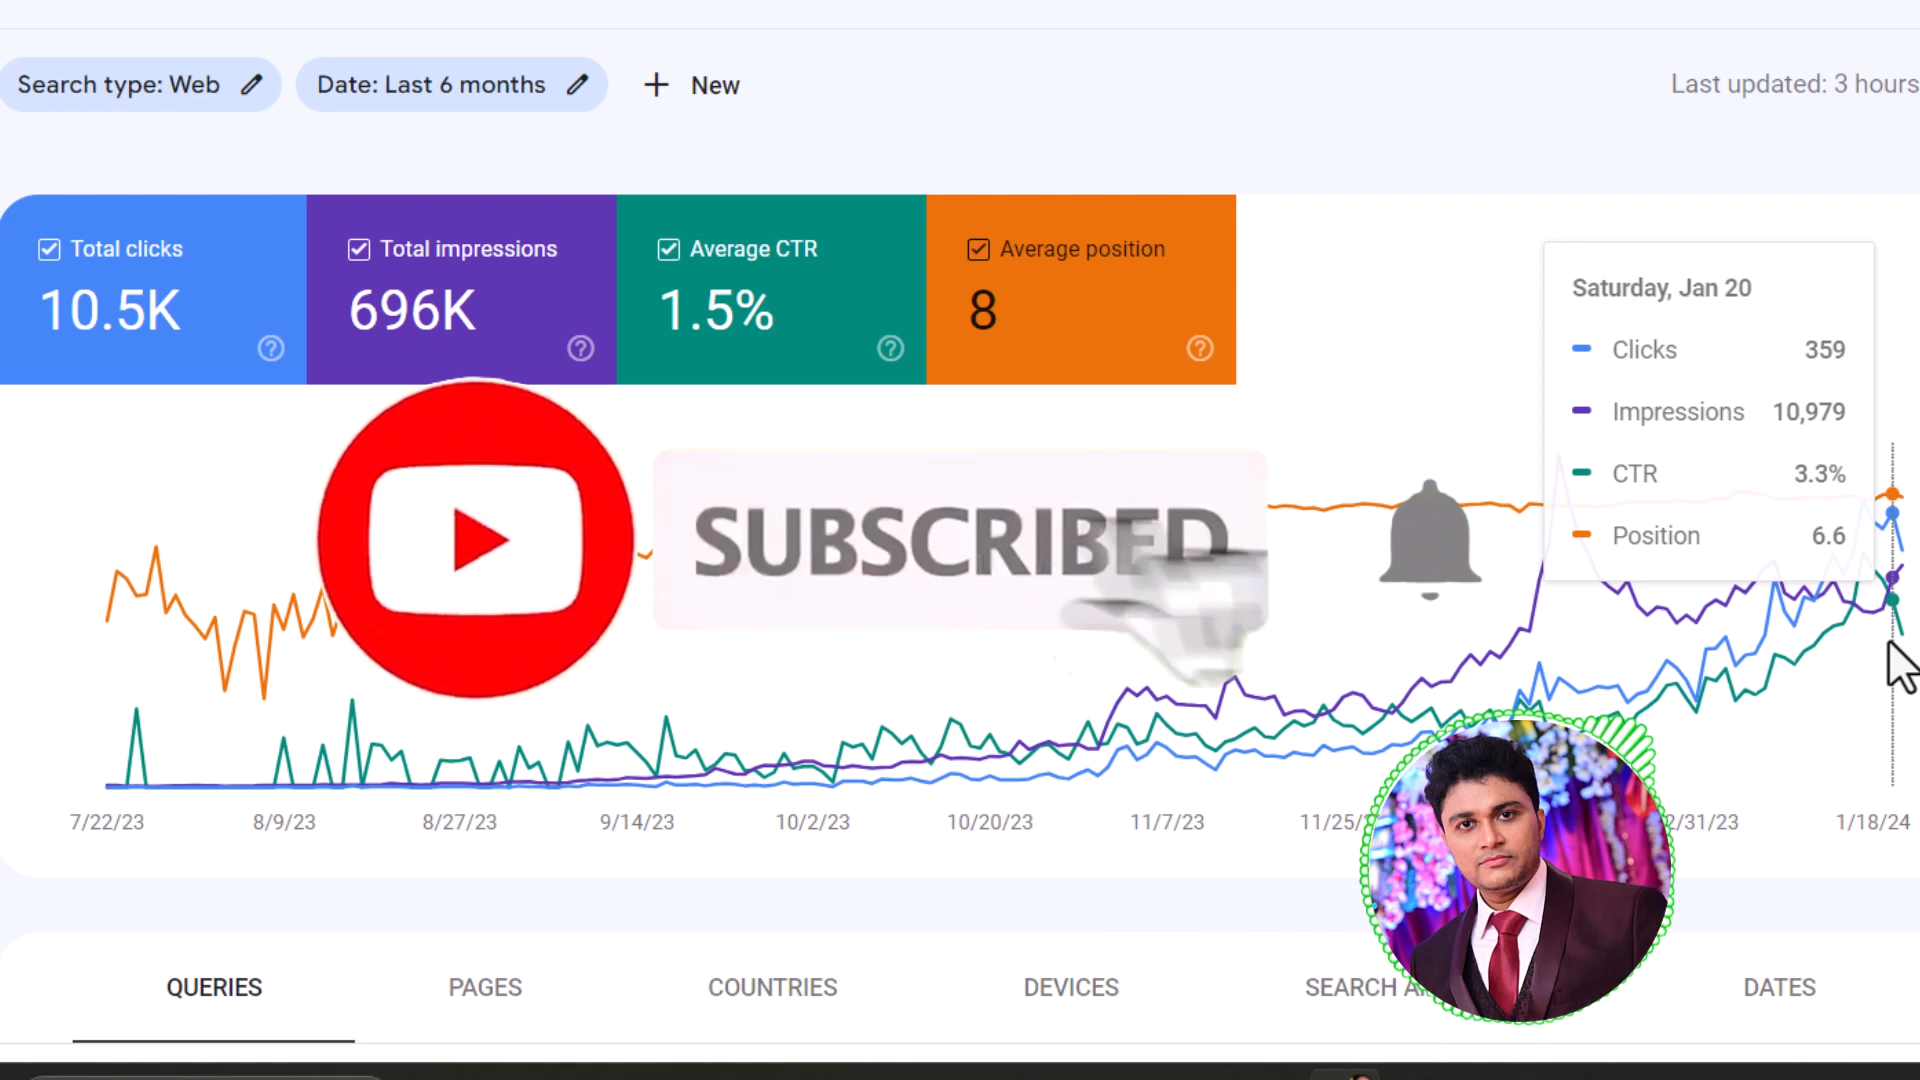 Search type: Web
Date: Last 6 months
+ New
Last updated: 3 hours
Total clicks
10.5K
Total impressions
696K
Average CTR
1.5%
Average position
8
Saturday, Jan 20
Clicks 359
Impressions 10,979
CTR 3.3%
Position 6.6
SUBSCRIBED
7/22/23 8/9/23 8/27/23 9/14/23 10/2/23 10/20/23 11/7/23 11/25/ 2/31/23 1/18/24
QUERIES PAGES COUNTRIES DEVICES SEARCH DATES